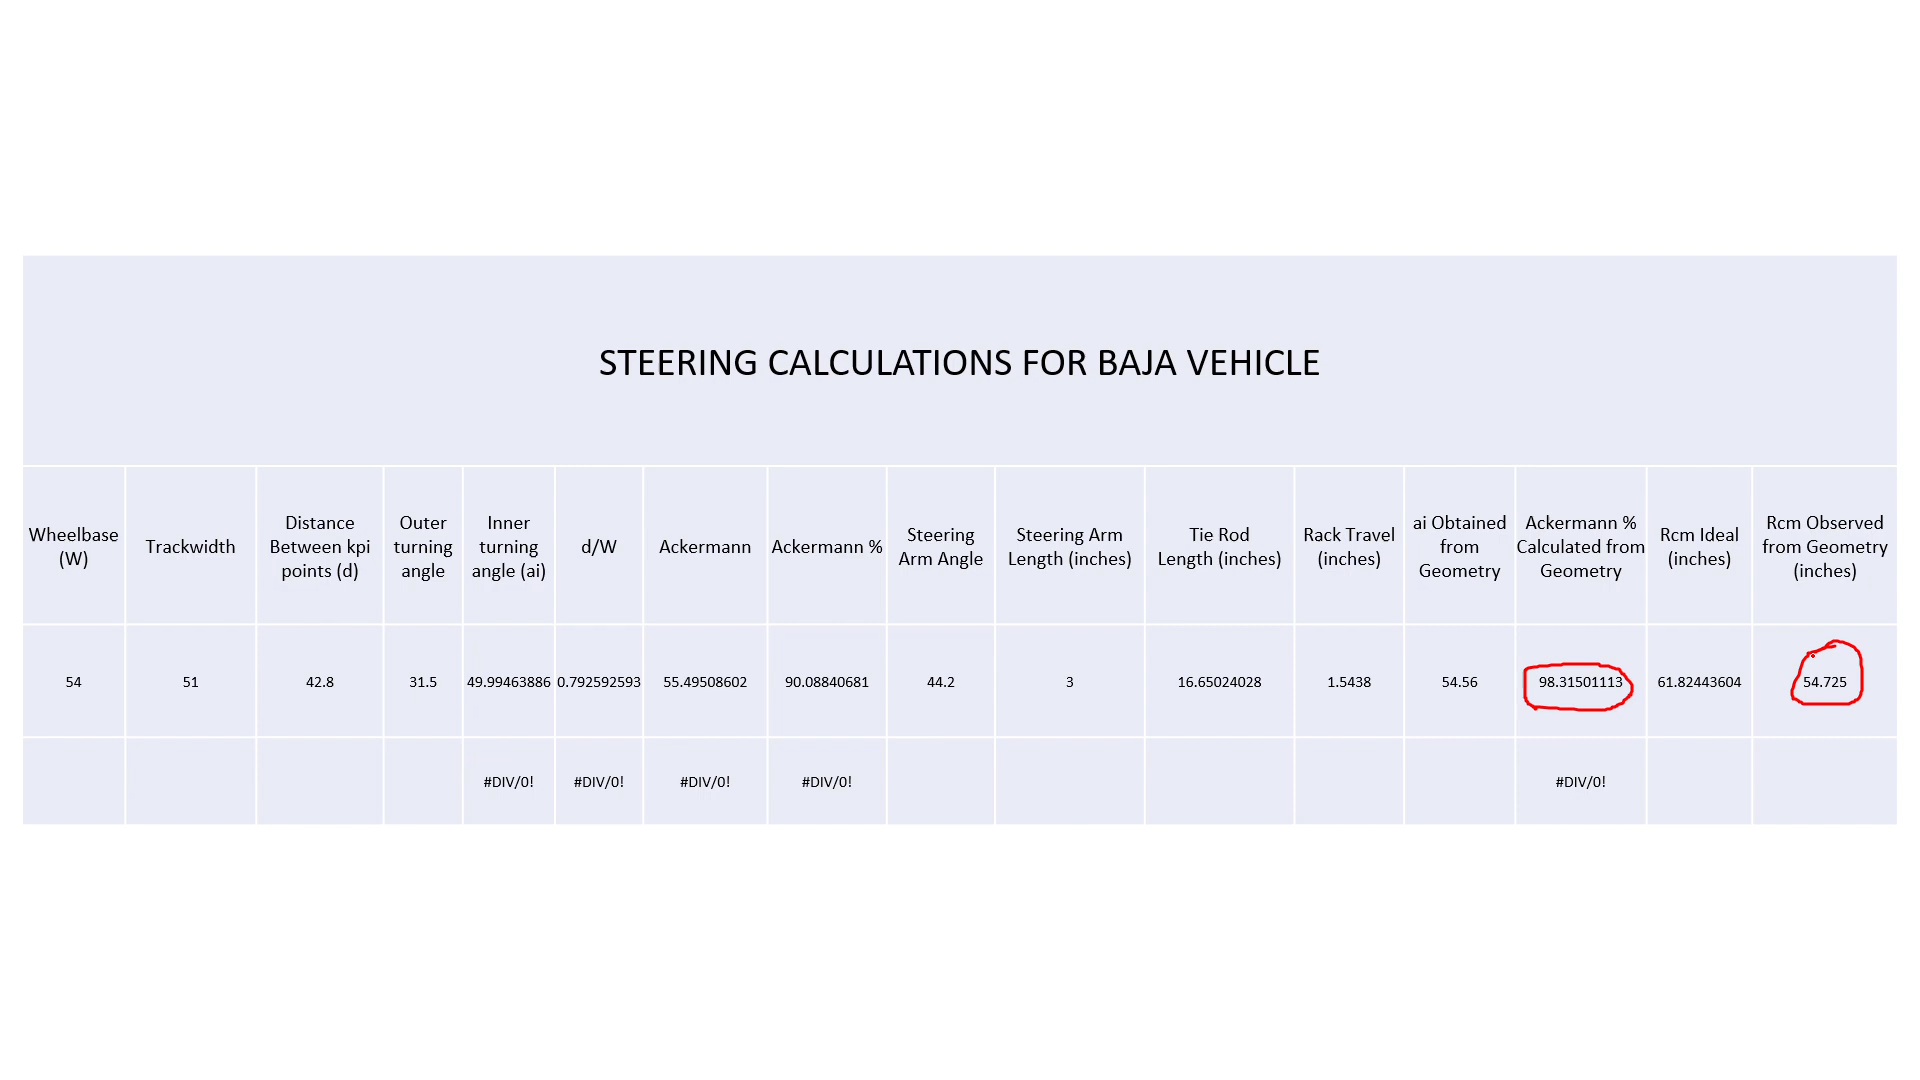 STEERING CALCULATIONS FOR BAJA VEHICLE
Wheelbase
(W)
Trackwidth
Distance
Between kpi
points (d)
Outer
turning
angle
Inner
turning
angle (ai)
d/W
Ackermann
Ackermann %
Steering
Arm Angle
Steering Arm
Length (inches)
Tie Rod
Length (inches)
Rack Travel
(inches)
ai Obtained
from
Geometry
Ackermann %
Calculated from
Geometry
Rcm Ideal
(inches)
Rcm Observed
from Geometry
(inches)
54
51
42.8
31.5
49.99463886
0.792592593
55.49508602
90.08840681
44.2
3
16.65024028
1.5438
54.56
98.31501113
61.82443604
54.725
#DIV/0!
#DIV/0!
#DIV/0!
#DIV/0!
#DIV/0!